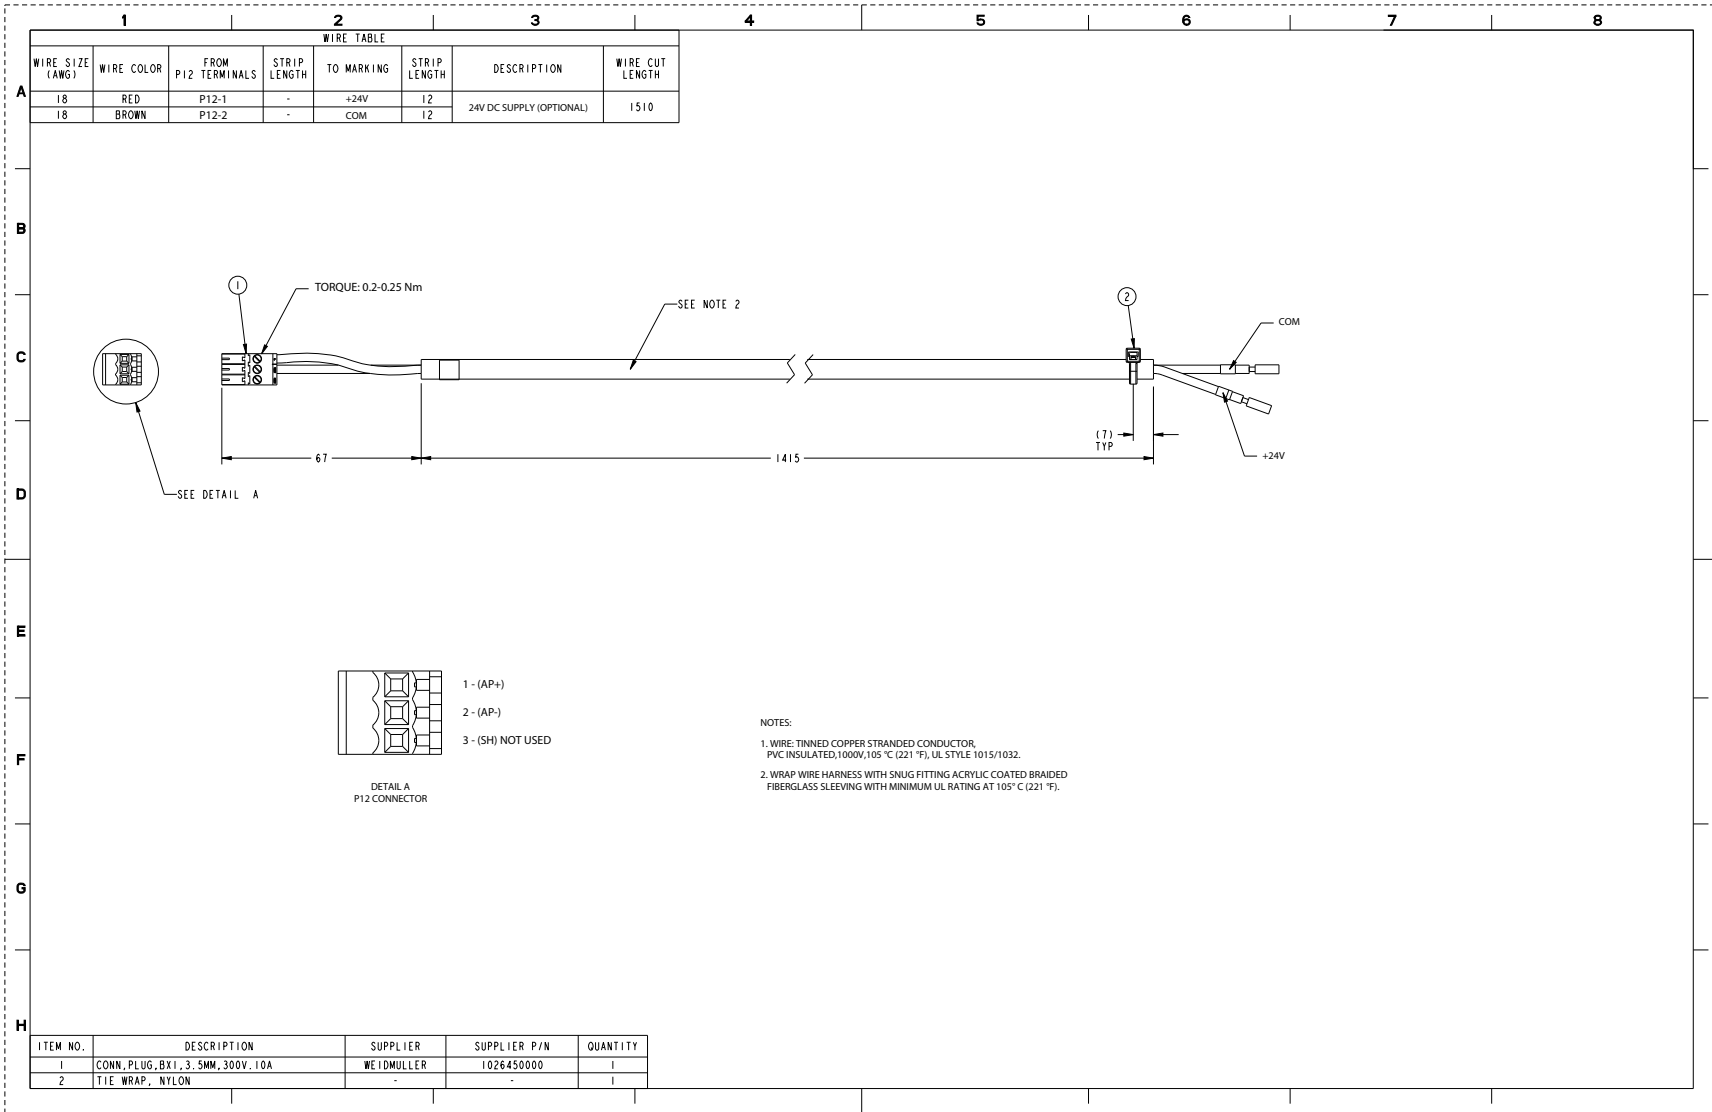 1 2 3 4 5 6 7 8
A
B
C
D
E
F
G
H
WIRE TABLE
WIRE SIZE (AWG) WIRE COLOR FROM P12 TERMINALS STRIP LENGTH TO MARKING STRIP LENGTH DESCRIPTION WIRE CUT LENGTH
18 RED P12-1 - +24V 12 24V DC SUPPLY (OPTIONAL) 1510
18 BROWN P12-2 - COM 12
1
TORQUE: 0.2-0.25 Nm
SEE NOTE 2
2
COM
(7)
TYP
67
1415
+24V
SEE DETAIL A
1 - (AP+)
2 - (AP-)
3 - (SH) NOT USED
DETAIL A
P12 CONNECTOR
NOTES:
1. WIRE: TINNED COPPER STRANDED CONDUCTOR,
PVC INSULATED,1000V,105 °C (221 °F), UL STYLE 1015/1032.
2. WRAP WIRE HARNESS WITH SNUG FITTING ACRYLIC COATED BRAIDED
FIBERGLASS SLEEVING WITH MINIMUM UL RATING AT 105° C (221 °F).
ITEM NO. DESCRIPTION SUPPLIER SUPPLIER P/N QUANTITY
1 CONN,PLUG,BX1,3.5MM,300V.10A WEIDMULLER 1026450000 1
2 TIE WRAP, NYLON - - 1